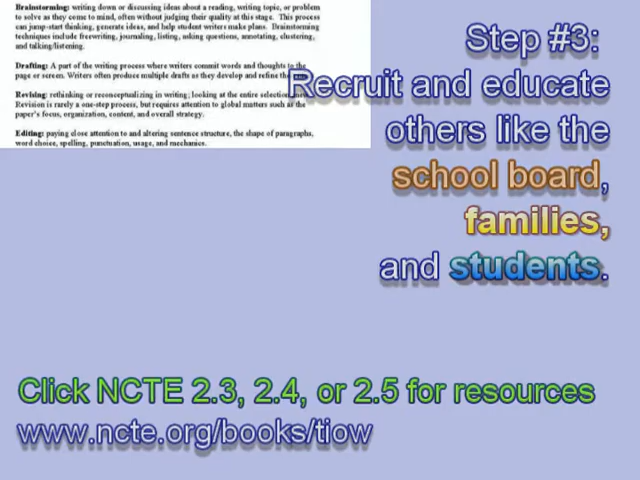 Brainstorming: writing down or discussing ideas about a reading, writing topic, or problem
to solve as they come to mind, often without judging their quality at this stage. This process
can jump-start thinking, generate ideas, and help student writers make plans. Brainstorming
techniques include freewriting, journaling, listing, asking questions, annotating, clustering,
and talking/listening.
Drafting: A part of the writing process where writers commit words and thoughts to the
page or screen. Writers often produce multiple drafts as they develop and refine
Revising: rethinking or reconceptualizing in writing; looking at the entire selection
Revision is rarely a one-step process, but requires attention to global matters such as the
paper's focus, organization, content, and overall strategy.
Editing: paying close attention to and altering sentence structure, the shape of paragraphs,
word choice, spelling, punctuation, usage, and mechanics.
Step #3:
Recruit and educate
others like the
school board,
families,
and students.
Click NCTE 2.3, 2.4, or 2.5 for resources
www.ncte.org/books/tiow